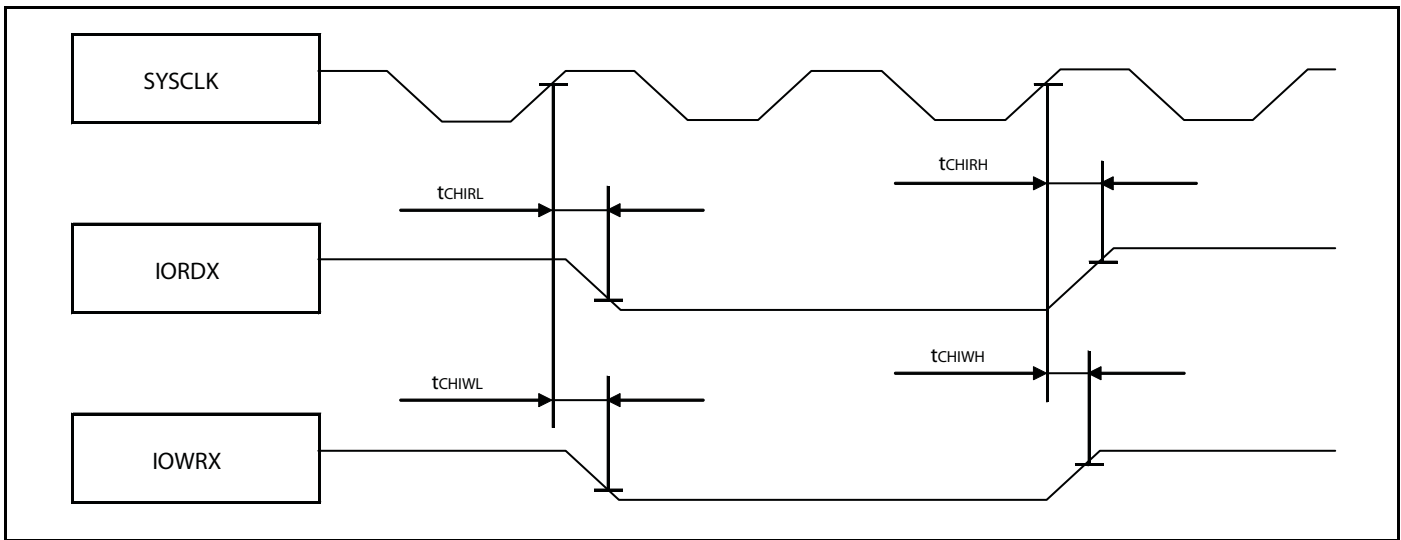 SYSCLK
tCHIRH
tCHIRL
IORDX
tCHIWH
tCHIWL
IOWRX